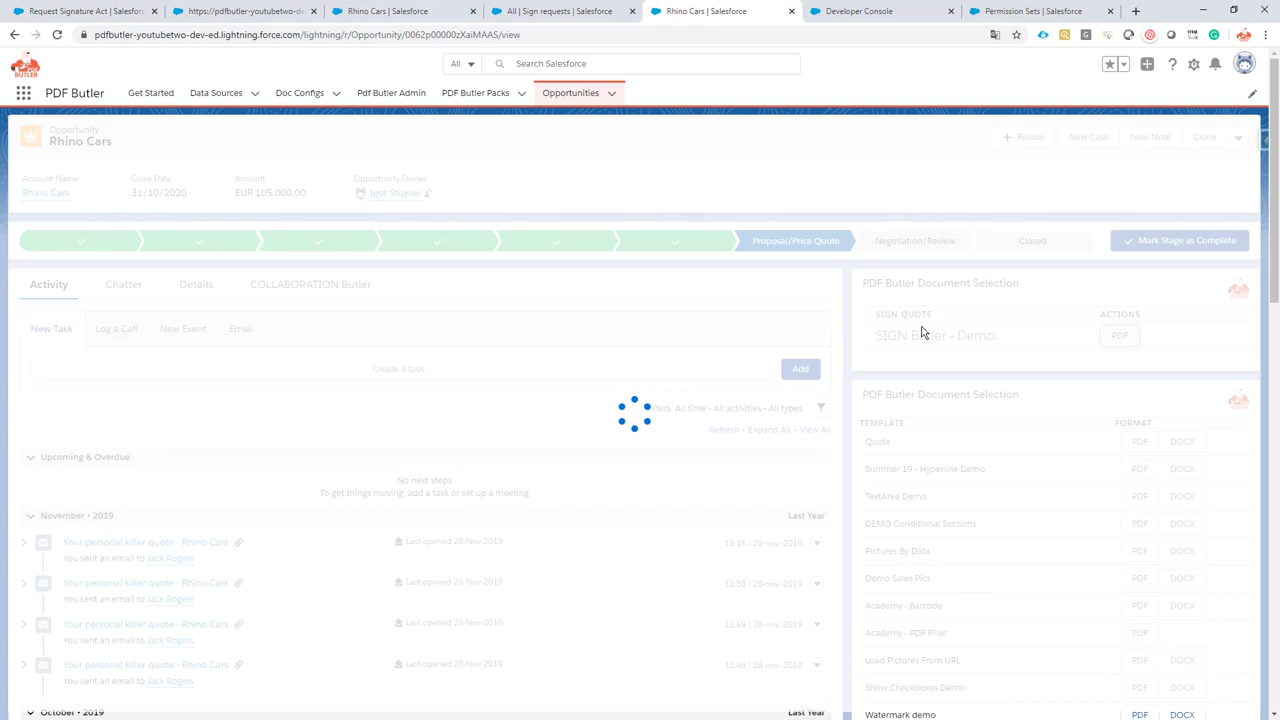 Request Signature Act | Salesforce
https://pdfbutler-youtubetwo-dev
Rhino Cars | Salesforce
All | Sign requests | Salesforce
Rhino Cars | Salesforce
Developer Console
Permission Sets | Salesforce
pdfbutler-youtubetwo-dev-ed.lightning.force.com/lightning/r/Opportunity/0062p00000zXaiMAAS/view
BUTLER
All
Search Salesforce
PDF Butler
Get Started
Data Sources
Doc Configs
Pdf Butler Admin
PDF Butler Packs
Opportunities
Opportunity
Rhino Cars
Follow
New Case
New Note
Clone
Account Name
Close Date
Amount
Opportunity Owner
Rhino Cars
31/10/2020
EUR 105.000,00
Igor Stuyver
Proposal/Price Quote
Negotiation/Review
Closed
Mark Stage as Complete
Activity
Chatter
Details
COLLABORATION Butler
New Task
Log a Call
New Event
Email
Create a task...
Add
Filters: All time • All activities • All types
Refresh • Expand All • View All
Upcoming & Overdue
No next steps.
To get things moving, add a task or set up a meeting.
November • 2019
Last Year
Your personal killer quote - Rhino Cars
Last opened 28-Nov-2019
13:16 | 28-nov.-2019
You sent an email to Jack Rogers
Your personal killer quote - Rhino Cars
Last opened 28-Nov-2019
12:50 | 28-nov.-2019
You sent an email to Jack Rogers
Your personal killer quote - Rhino Cars
Last opened 28-Nov-2019
12:49 | 28-nov.-2019
You sent an email to Jack Rogers
Your personal killer quote - Rhino Cars
Last opened 28-Nov-2019
12:48 | 28-nov.-2019
You sent an email to Jack Rogers
October • 2019
Last Year
PDF Butler Document Selection
SIGN QUOTE
ACTIONS
SIGN Butler - Demo:
PDF
PDF Butler Document Selection
TEMPLATE
FORMAT
Quote
PDF
DOCX
Summer 19 - Hyperlink Demo
PDF
DOCX
TextArea Demo
PDF
DOCX
DEMO Conditional Sections
PDF
DOCX
Pictures By Data
PDF
DOCX
Demo Sales Pics
PDF
DOCX
Academy - Barcode
PDF
DOCX
Academy - PDF Filler
PDF
Load Pictures From URL
PDF
DOCX
Show Checkboxes Demo
PDF
DOCX
Watermark demo
PDF
DOCX